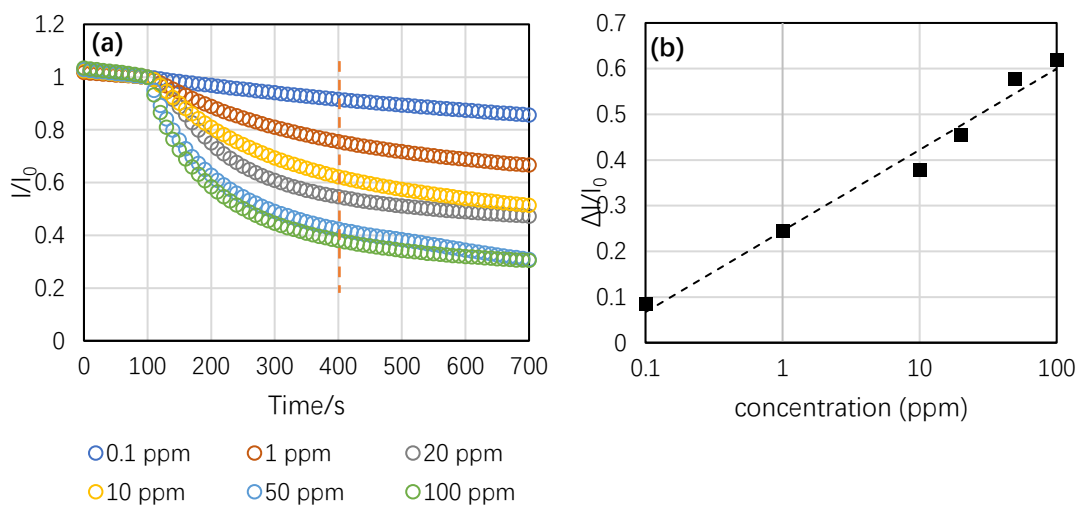 (a)
1.2
1
0.8
0.6
0.4
0.2
0
I/I₀
0 100 200 300 400 500 600 700
Time/s
0.1 ppm 1 ppm 20 ppm
10 ppm 50 ppm 100 ppm
(b)
0.7
0.6
0.5
0.4
0.3
0.2
0.1
0
ΔI/I₀
0.1 1 10 100
concentration (ppm)